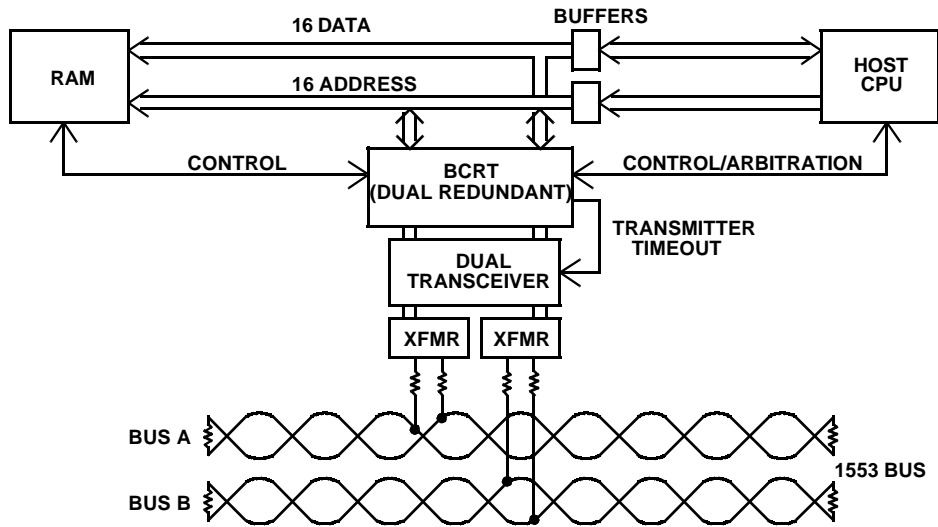 BUFFERS
16 DATA
RAM
HOST
CPU
16 ADDRESS
CONTROL
BCRT
(DUAL REDUNDANT)
CONTROL/ARBITRATION
TRANSMITTER
TIMEOUT
DUAL
TRANSCEIVER
XFMR
XFMR
BUS A
1553 BUS
BUS B